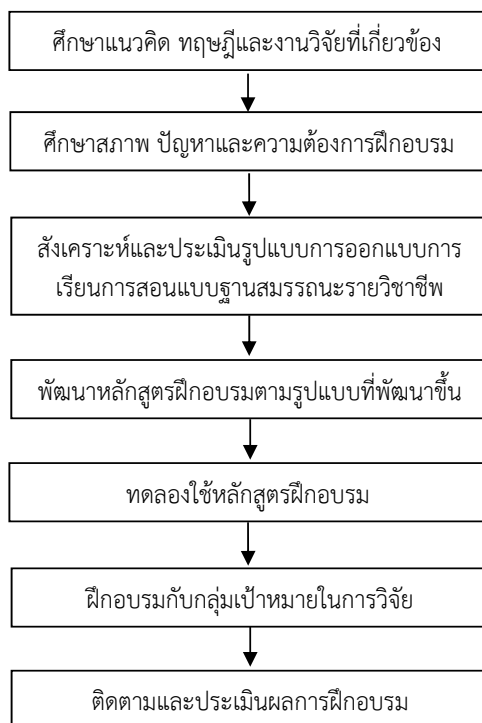 ศึกษาแนวคิด ทฤษฎีและงานวิจัยที่เกี่ยวข้อง
ศึกษาสภาพ ปัญหาและความต้องการฝึกอบรม
สังเคราะห์และประเมินรูปแบบการออกแบบการ
เรียนการสอนแบบฐานสมรรถนะรายวิชาชีพ
พัฒนาหลักสูตรฝึกอบรมตามรูปแบบที่พัฒนาขึ้น
ทดลองใช้หลักสูตรฝึกอบรม
ฝึกอบรมกับกลุ่มเป้าหมายในการวิจัย
ติดตามและประเมินผลการฝึกอบรม